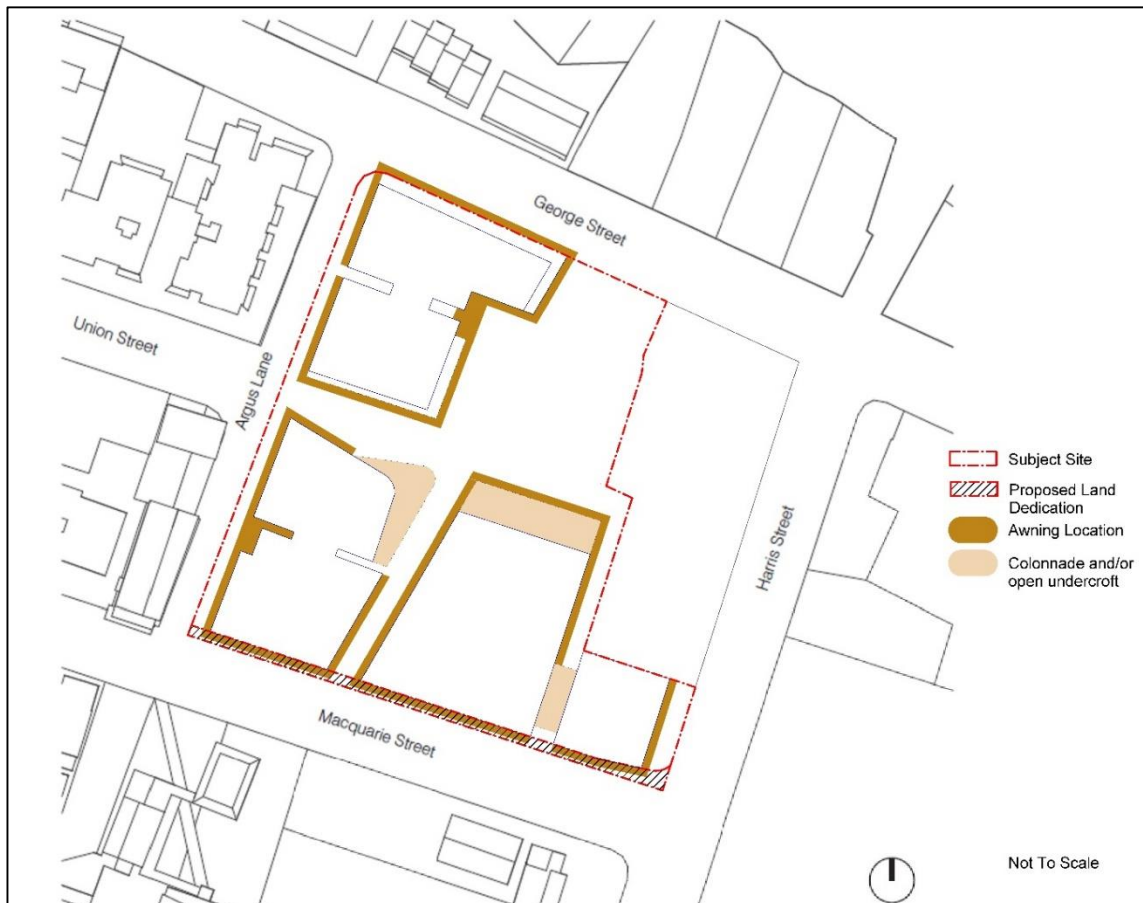 George Street
Union Street
Argus Lane
Harris Street
Macquarie Street
Subject Site
Proposed Land
Dedication
Awning Location
Colonnade and/or
open undercroft
Not To Scale